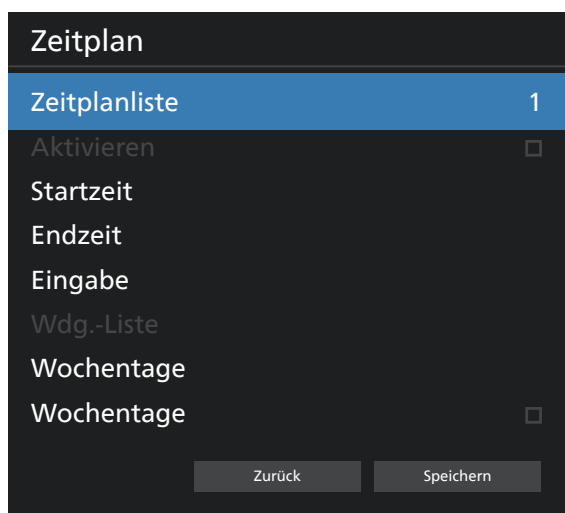 Zeitplan
Zeitplanliste 1
Aktivieren
Startzeit
Endzeit
Eingabe
Wdg.-Liste
Wochentage
Wochentage
Zurück Speichern